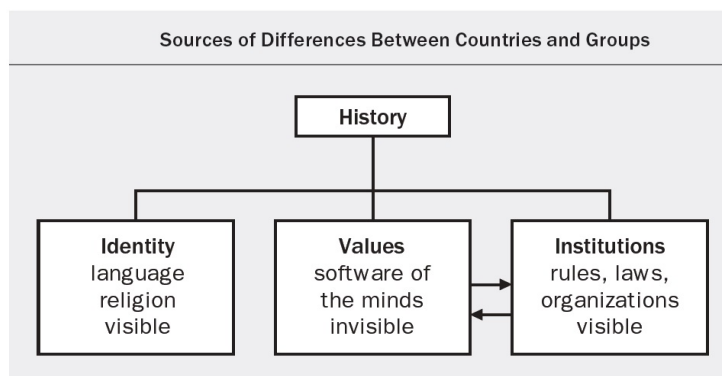 Sources of Differences Between Countries and Groups
History
Identity
language
religion
visible
Values
software of
the minds
invisible
Institutions
rules, laws,
organizations
visible